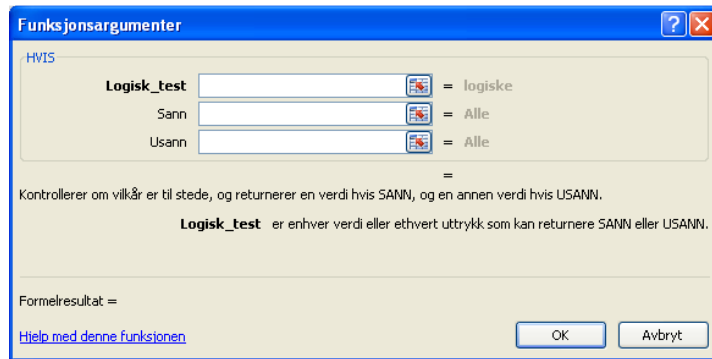 Funksjonsargumenter
HVIS
Logisk_test = logiske
Sann = Alle
Usann = Alle
=
Kontrollerer om vilkår er til stede, og returnerer en verdi hvis SANN, og en annen verdi hvis USANN.
Logisk_test er enhver verdi eller ethvert uttrykk som kan returnere SANN eller USANN.
Formelresultat =
Hjelp med denne funksjonen OK Avbryt